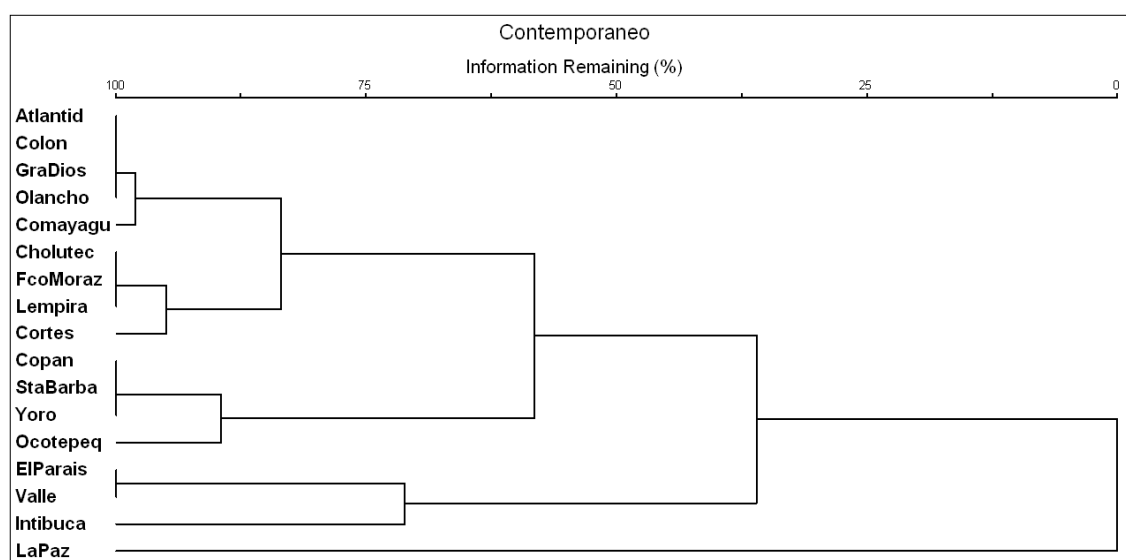 Contemporaneo
Information Remaining (%)
100 75 50 25 0
Atlantid
Colon
GraDios
Olancho
Comayagu
Cholutec
FcoMoraz
Lempira
Cortes
Copan
StaBarba
Yoro
Ocotepeq
ElParais
Valle
Intibuca
LaPaz